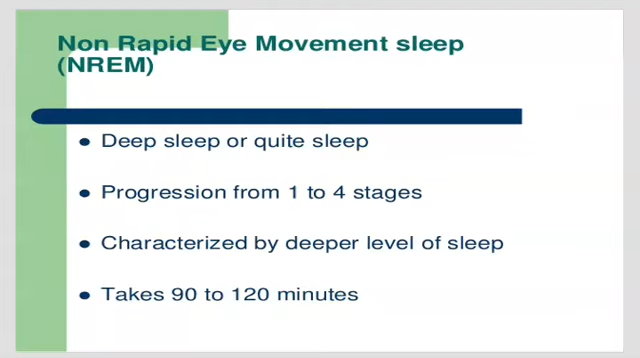 Non Rapid Eye Movement sleep
(NREM)
Deep sleep or quite sleep
Progression from 1 to 4 stages
Characterized by deeper level of sleep
Takes 90 to 120 minutes